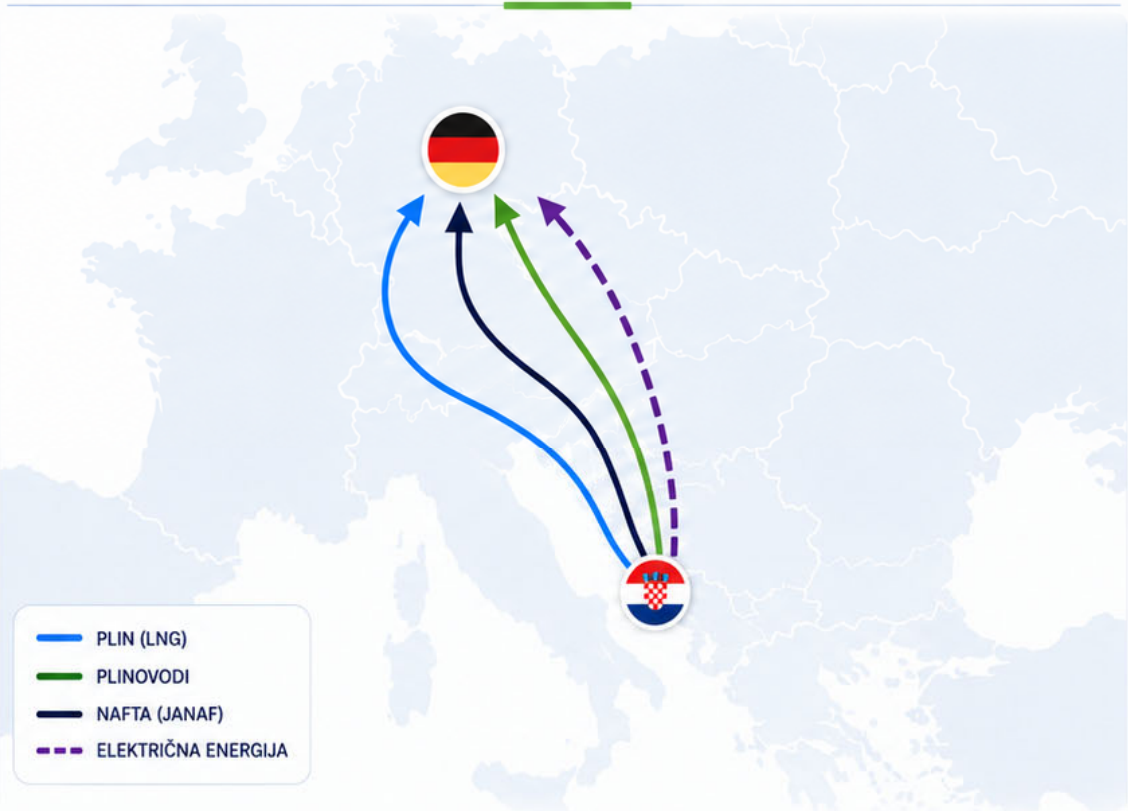 PLIN (LNG)
PLINOVODI
NAFTA (JANAF)
ELEKTRIČNA ENERGIJA